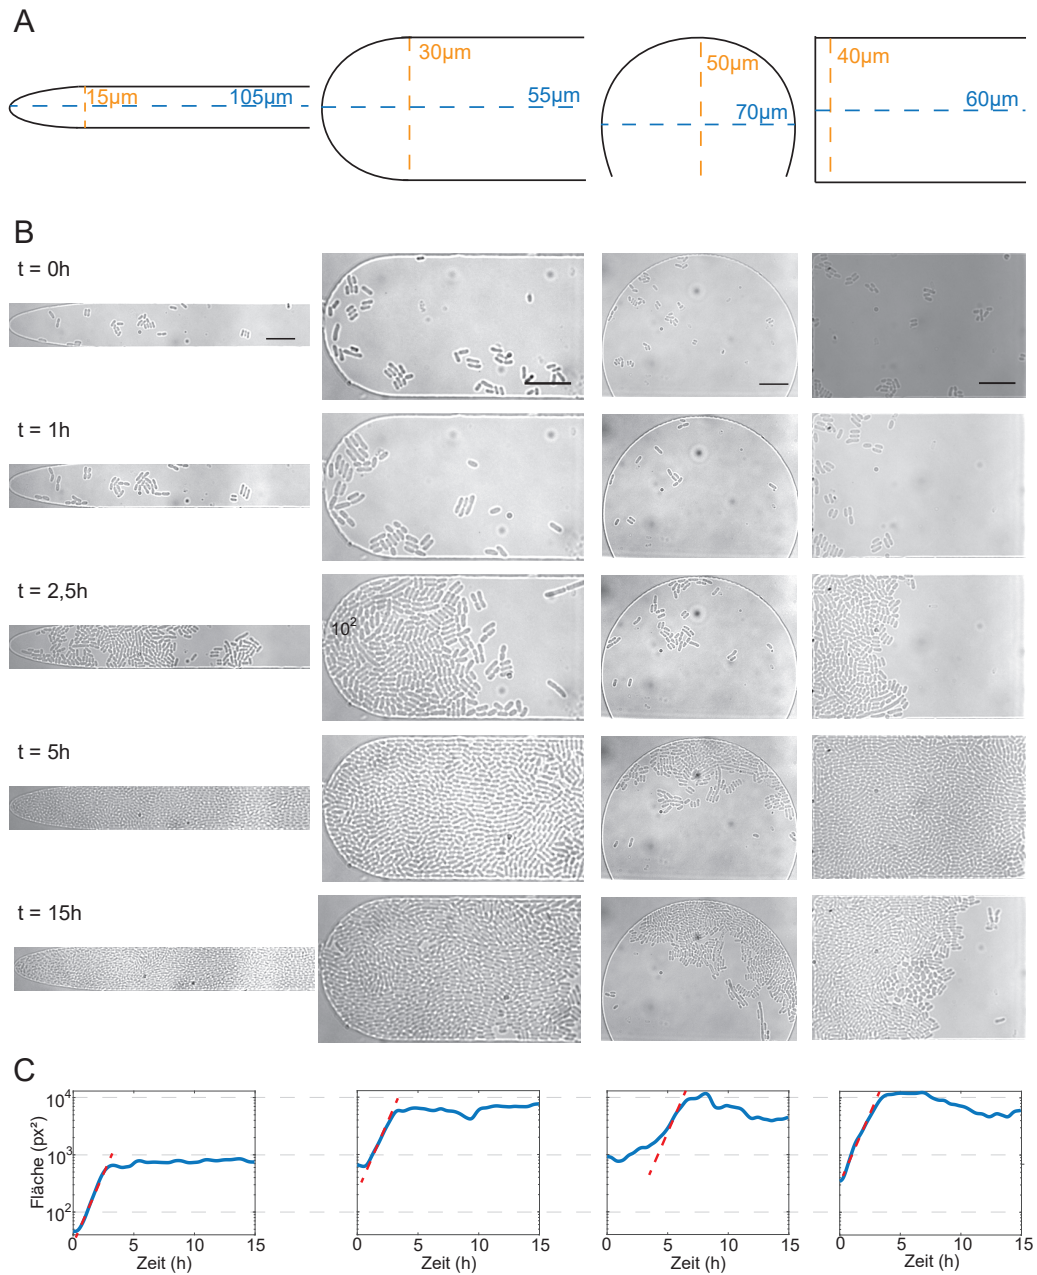 A
15µm
105µm
30µm
55µm
50µm
70µm
40µm
60µm
B
t = 0h
t = 1h
t = 2,5h
10²
t = 5h
t = 15h
C
Fläche (px²)
10⁴
10³
10²
0 5 10 15
Zeit (h)
0 5 10 15
Zeit (h)
0 5 10 15
Zeit (h)
0 5 10 15
Zeit (h)